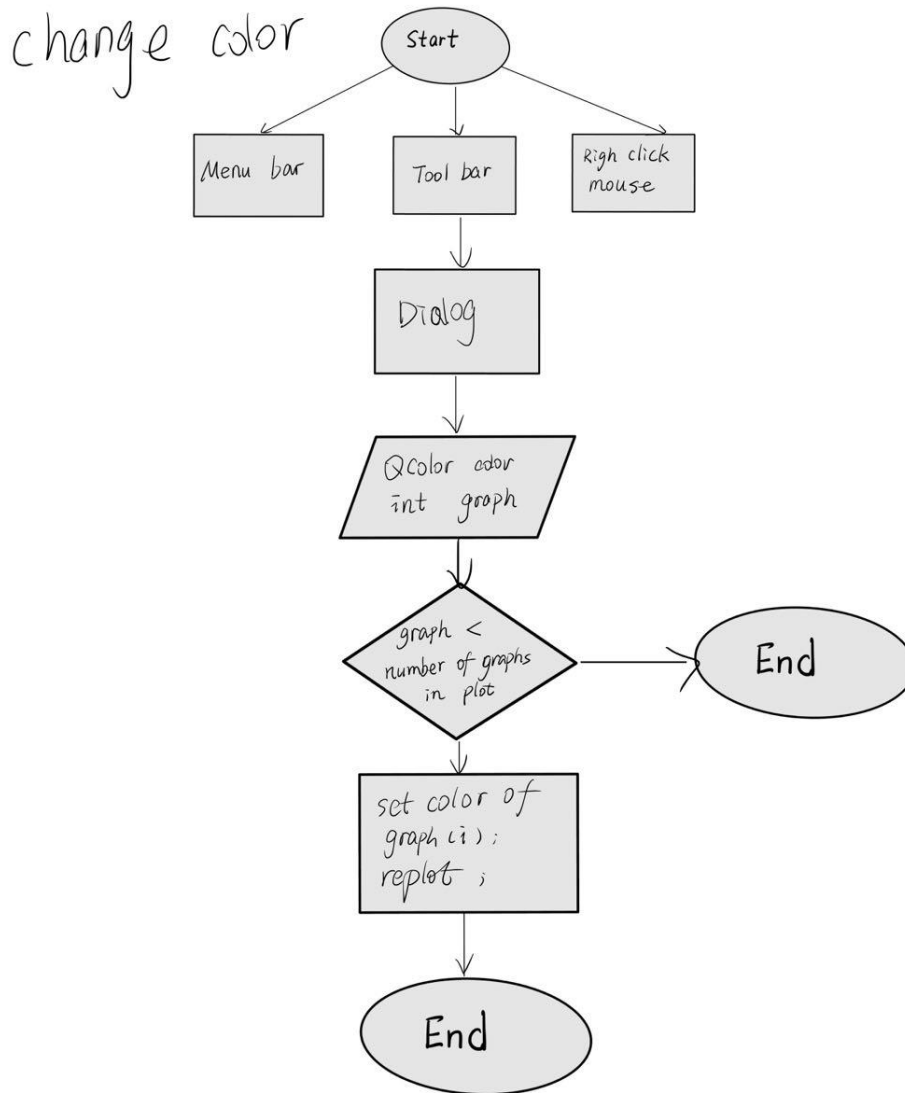 change color
Start
Menu bar
Tool bar
Righ click
mouse
Dialog
Qcolor color
int graph
graph <
number of graphs
in plot
End
set color of
graph (i);
replot ;
End